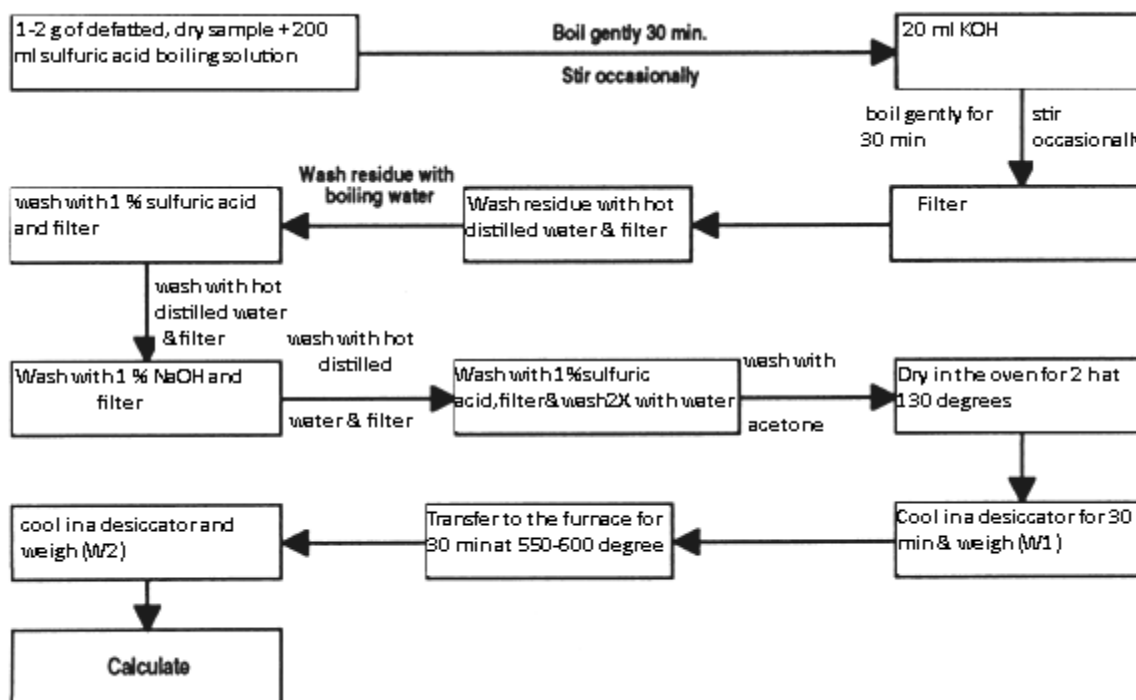 1-2 g of defatted, dry sample +200
ml sulfuric acid boiling solution
Boil gently 30 min.
Stir occasionally
20 ml KOH
boil gently for
30 min
stir
occasionally
Filter
Wash residue with hot
distilled water & filter
Wash residue with
boiling water
wash with 1 % sulfuric acid
and filter
wash with hot
distilled water
&filter
Wash with 1 % NaOH and
filter
wash with hot
distilled
water & filter
Wash with 1%sulfuric
acid,filter&wash2X with water
wash with
acetone
Dry in the oven for 2 h at
130 degrees
Cool in a desiccator for 30
min & weigh (W1)
Transfer to the furnace for
30 min at 550-600 degree
cool in a desiccator and
weigh (W2)
Calculate